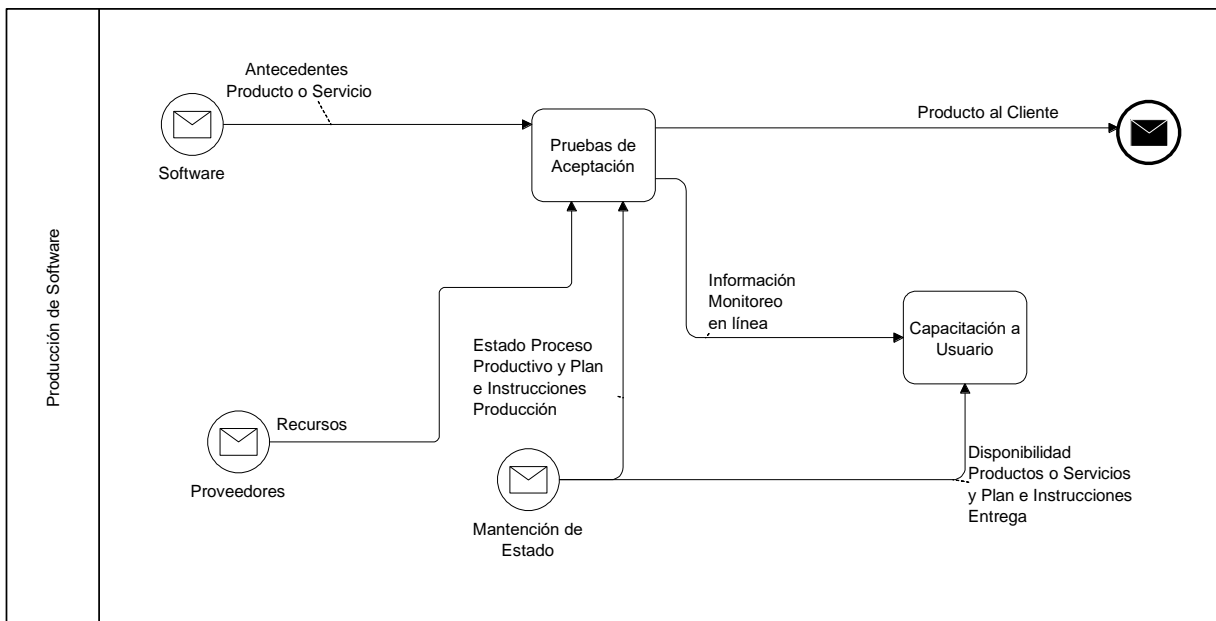 Producción de Software
Antecedentes
Producto o Servicio
Software
Pruebas de
Aceptación
Producto al Cliente
Información
Monitoreo
en línea
Capacitación a
Usuario
Estado Proceso
Productivo y Plan
e Instrucciones
Producción
Recursos
Proveedores
Mantención de
Estado
Disponibilidad
Productos o Servicios
y Plan e Instrucciones
Entrega